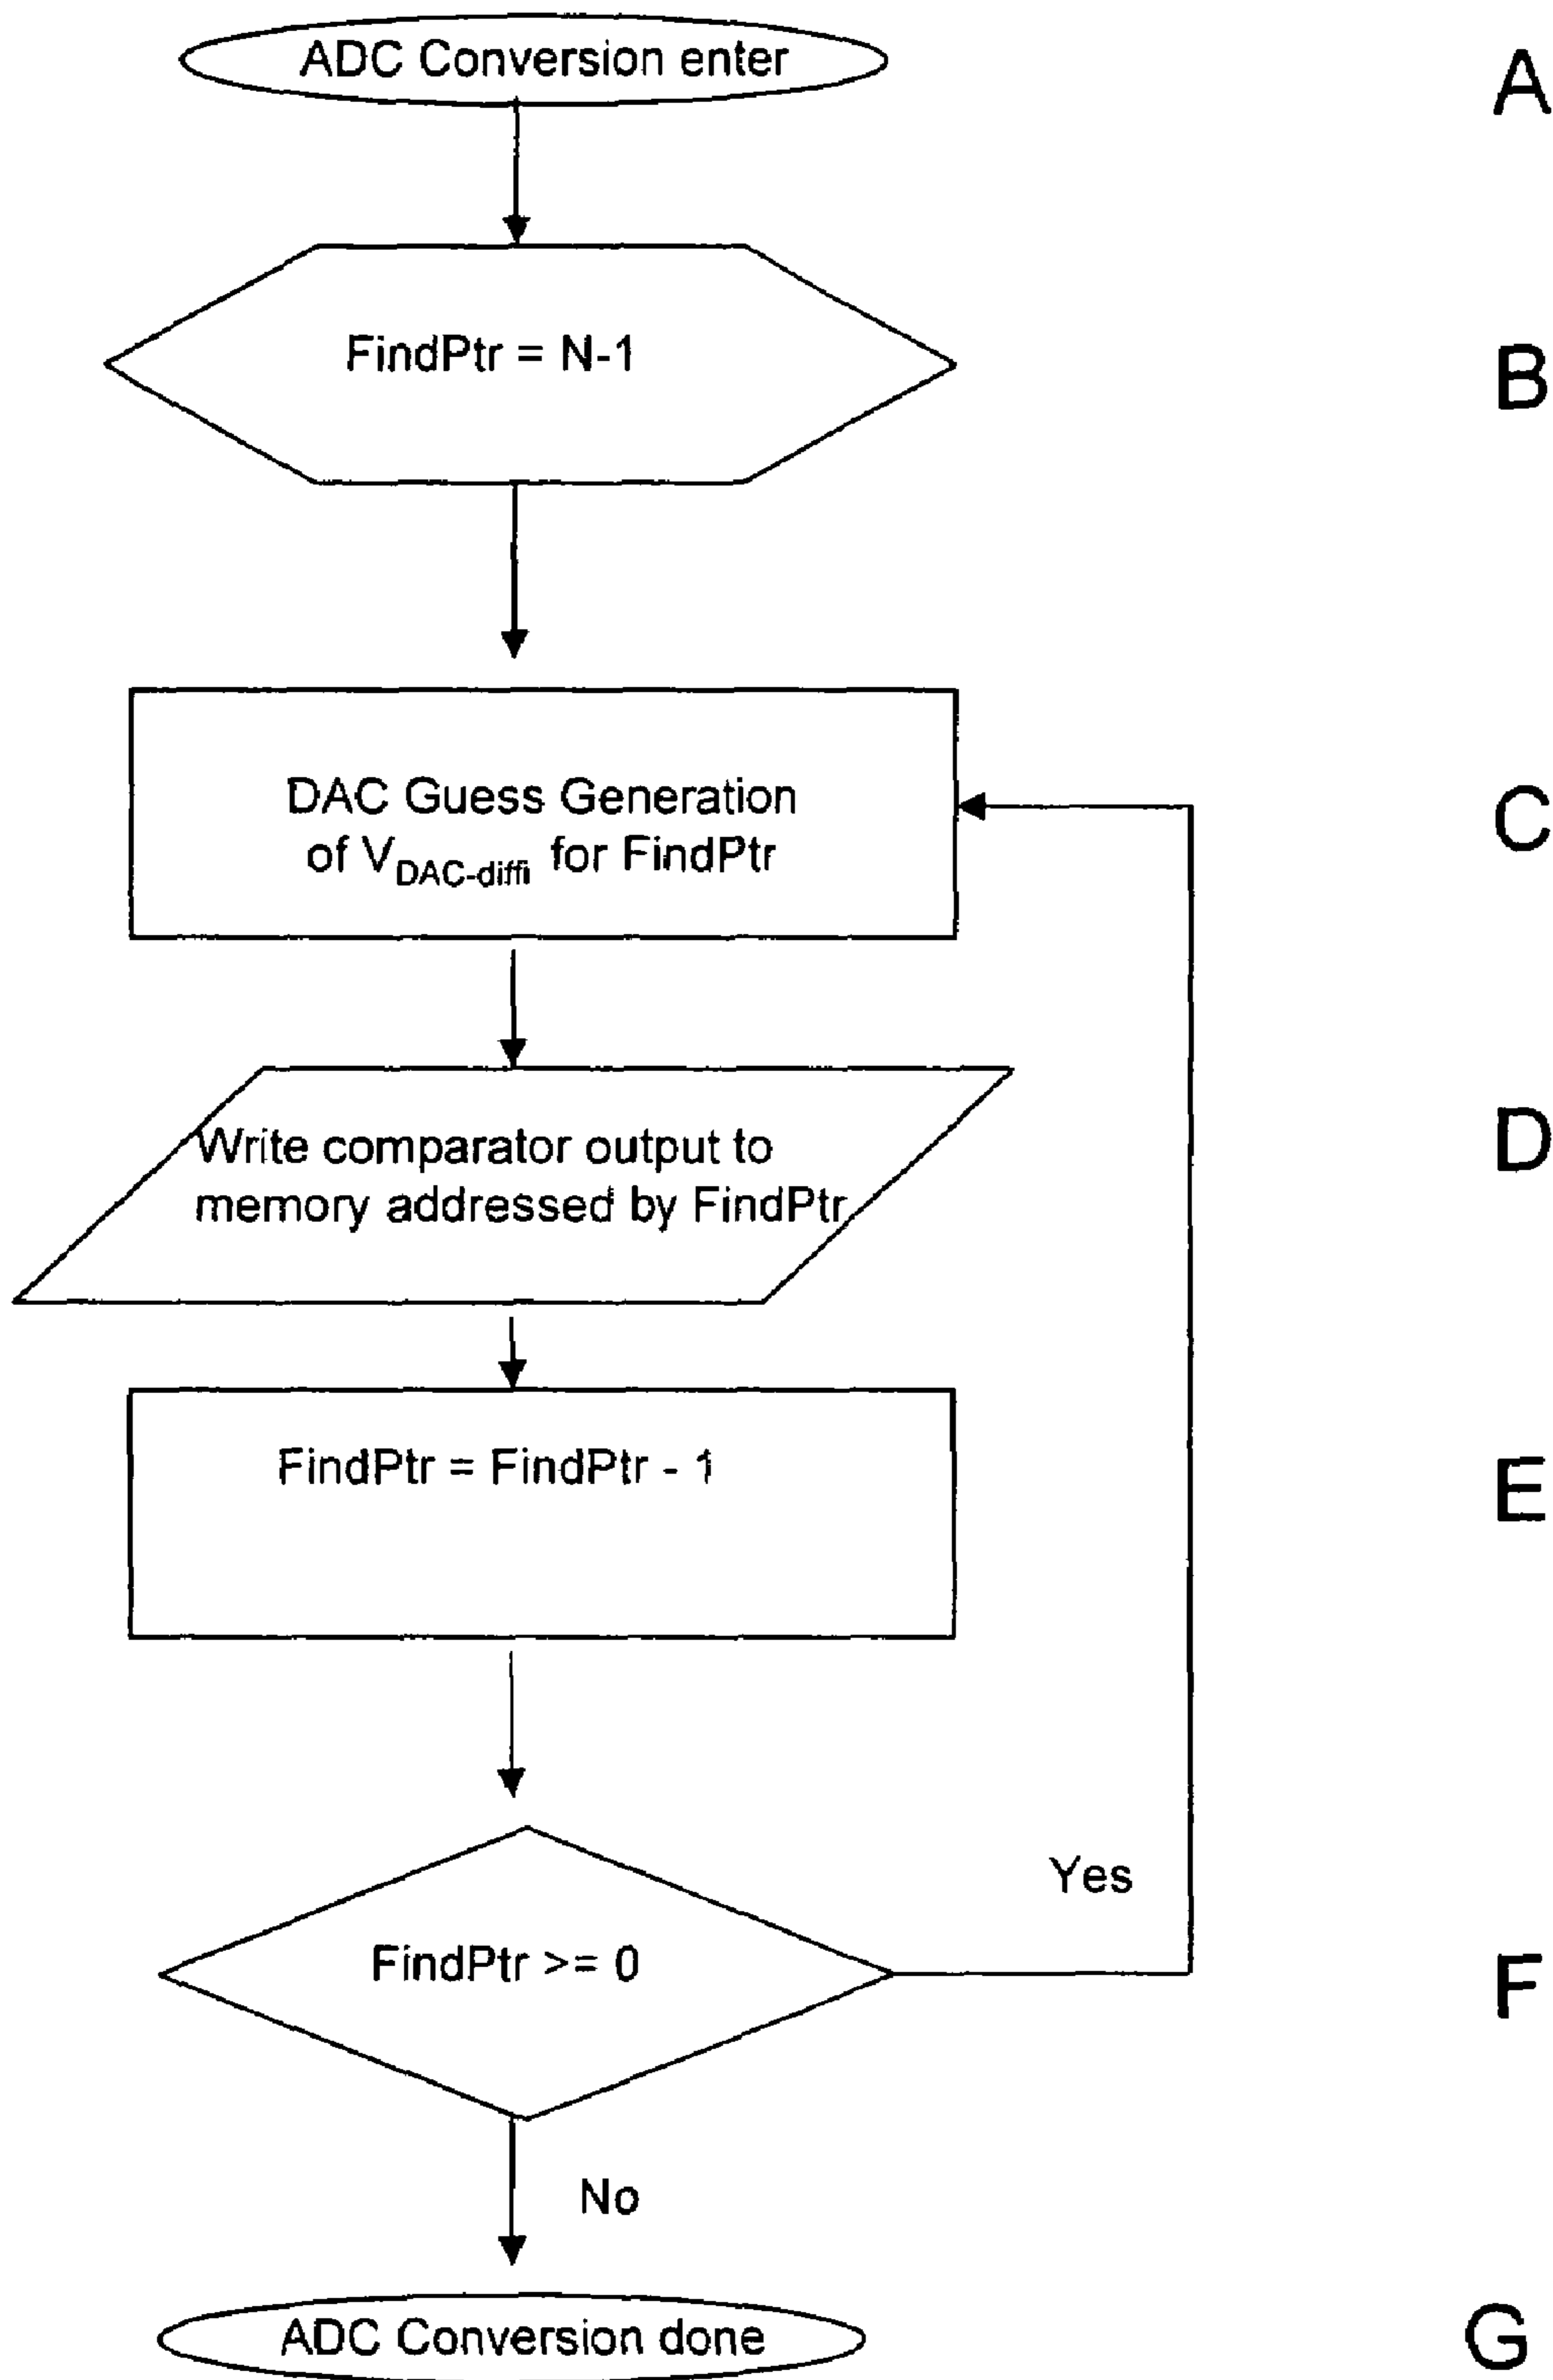 ADC Conversion enter
A
FindPtr = N-1
B
DAC Guess Generation
of V_DAC-diffi for FindPtr
C
Write comparator output to
memory addressed by FindPtr
D
FindPtr = FindPtr - 1
E
Yes
FindPtr >= 0
F
No
ADC Conversion done
G